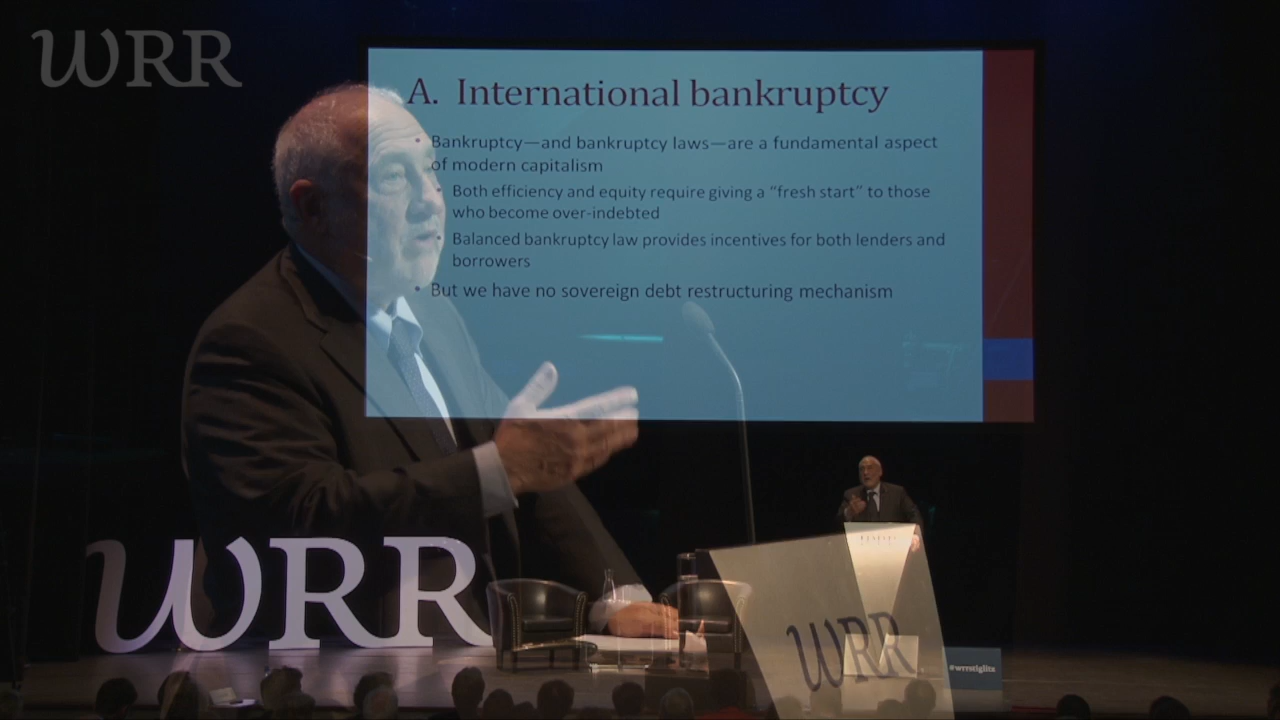 WRR
A. International bankruptcy
• Bankruptcy—and bankruptcy laws—are a fundamental aspect
of modern capitalism
• Both efficiency and equity require giving a “fresh start” to those
who become over-indebted
• Balanced bankruptcy law provides incentives for both lenders and
borrowers
• But we have no sovereign debt restructuring mechanism
WRR
WRR
#wrrstiglitz